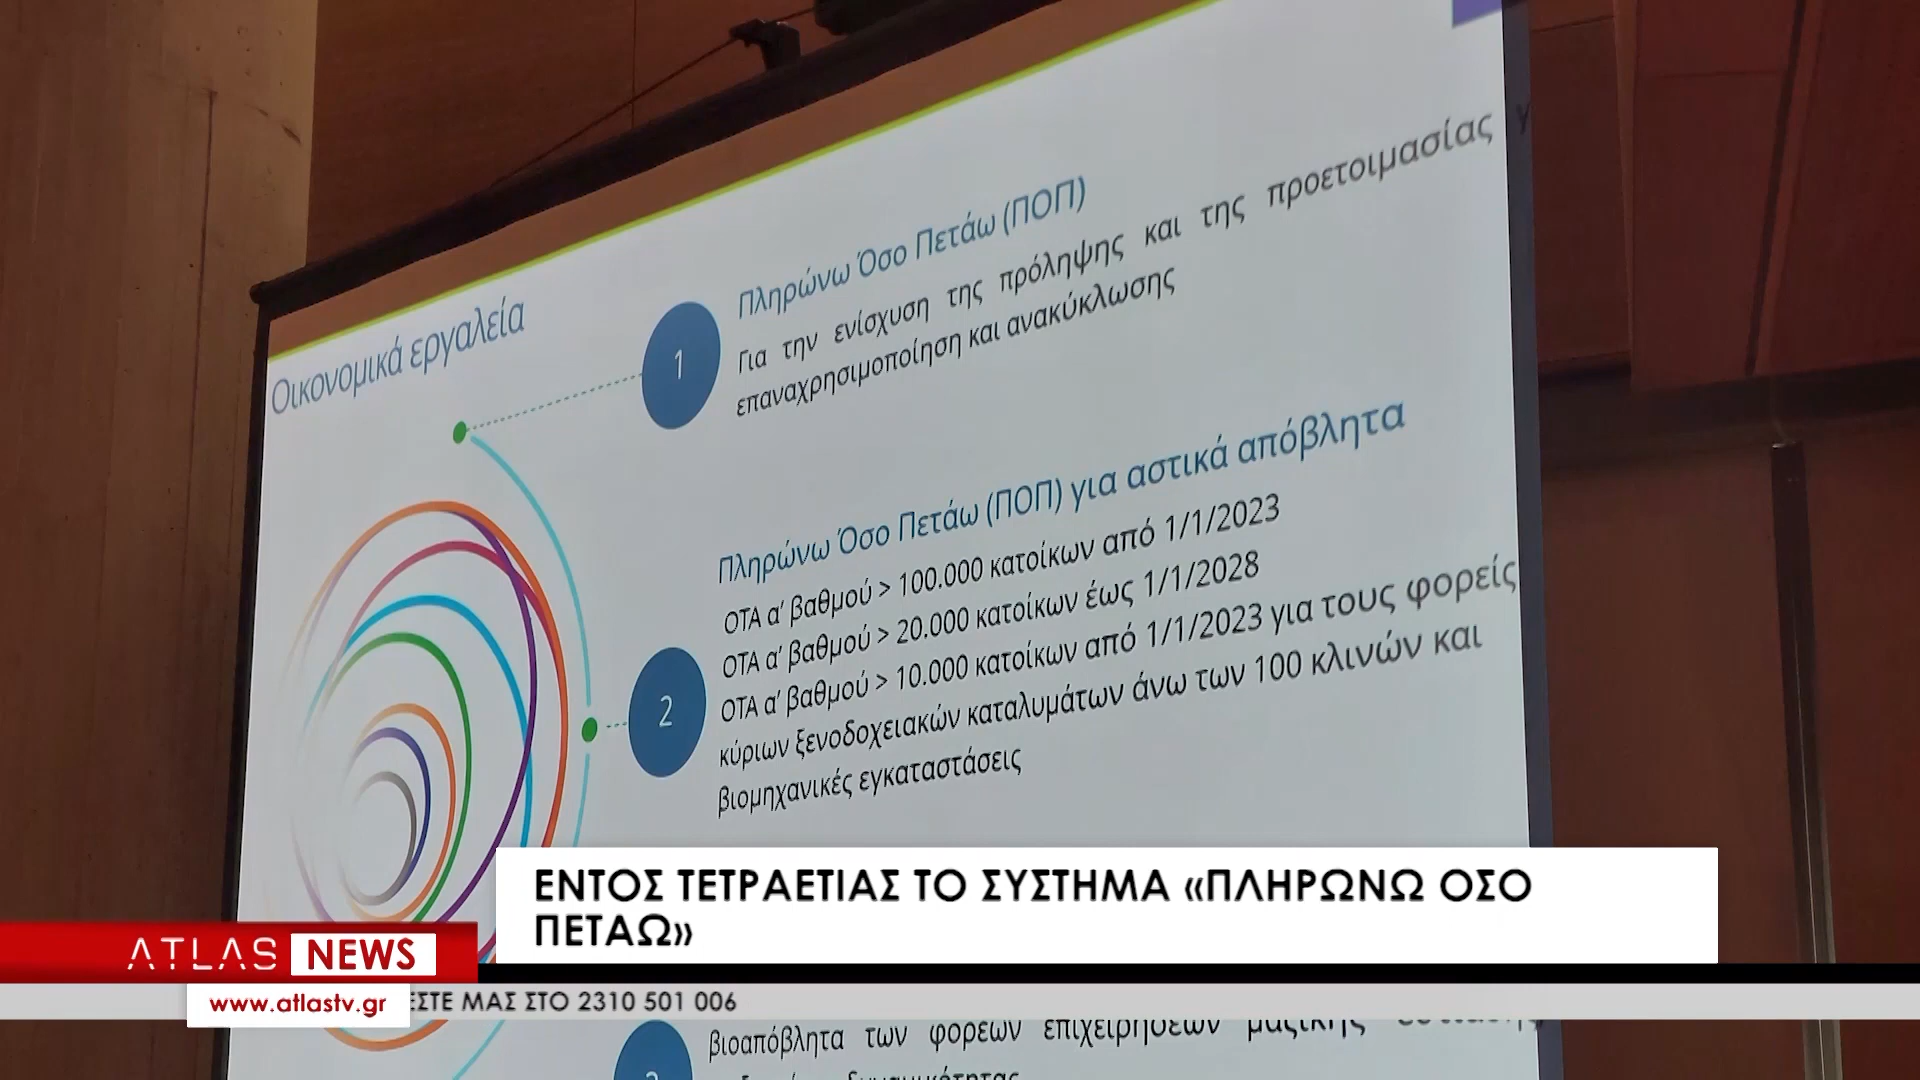 Οικονομικά εργαλεία
1
Πληρώνω Όσο Πετάω (ΠΟΠ)
Για την ενίσχυση της πρόληψης και της προετοιμασίας
επαναχρησιμοποίηση και ανακύκλωσης
2
Πληρώνω Όσο Πετάω (ΠΟΠ) για αστικά απόβλητα
ΟΤΑ α’ βαθμού > 100.000 κατοίκων από 1/1/2023
ΟΤΑ α’ βαθμού > 20.000 κατοίκων έως 1/1/2028
ΟΤΑ α’ βαθμού > 10.000 κατοίκων από 1/1/2023 για τους φορείς
κύριων ξενοδοχειακών καταλυμάτων άνω των 100 κλινών και
βιομηχανικές εγκαταστάσεις
ΕΝΤΟΣ ΤΕΤΡΑΕΤΙΑΣ ΤΟ ΣΥΣΤΗΜΑ «ΠΛΗΡΩΝΩ ΟΣΟ
ΠΕΤΑΩ»
ATLAS NEWS
www.atlastv.gr
ΕΣΤΕ ΜΑΣ ΣΤΟ 2310 501 006
βιοαπόβλητα των φορέων επιχειρήσεων μαζικής